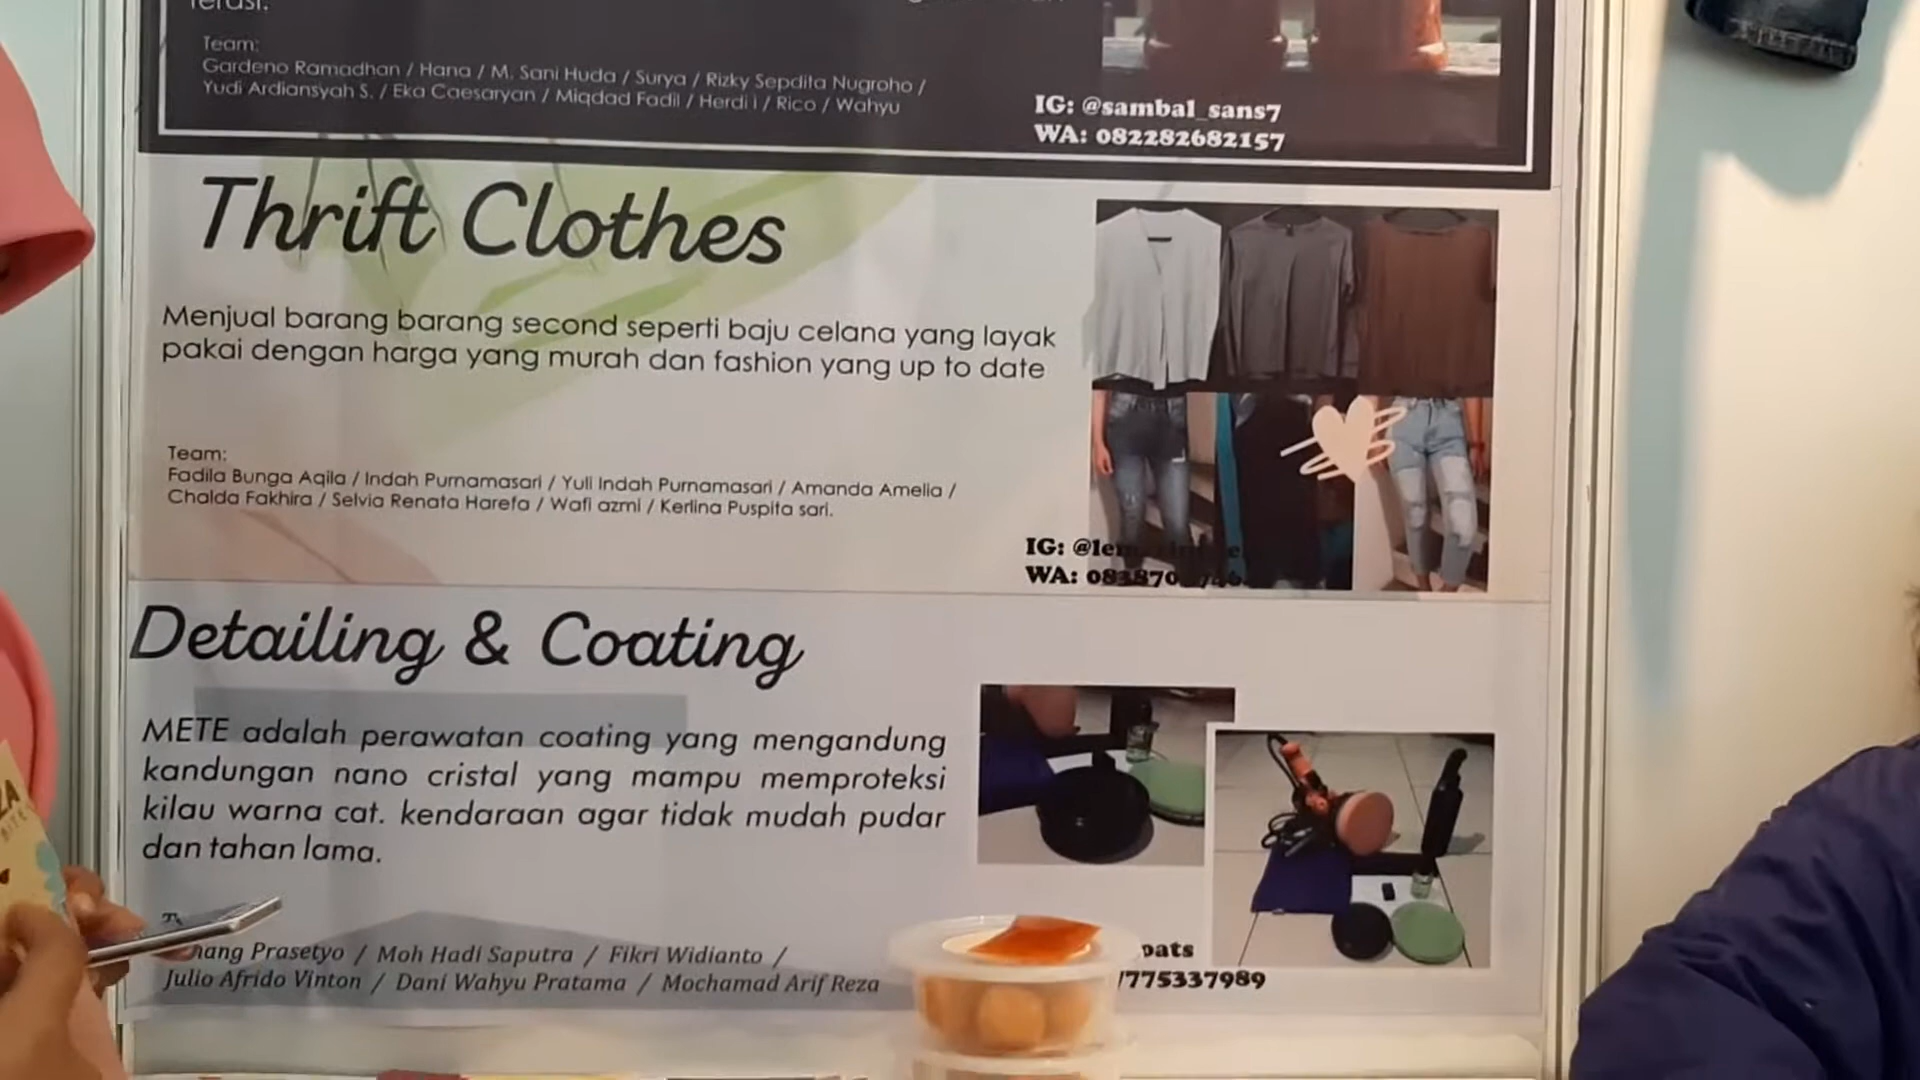 terasi.
Team:
Gardeno Ramadhan / Hana / M. Sani Huda / Surya / Rizky Sepdita Nugroho /
Yudi Ardiansyah S. / Eka Caesaryan / Miqdad Fadil / Herdi I / Rico / Wahyu
IG: @sambal_sans7
WA: 082282682157
Thrift Clothes
Menjual barang barang second seperti baju celana yang layak
pakai dengan harga yang murah dan fashion yang up to date
Team:
Fadila Bunga Aqila / Indah Purnamasari / Yuli Indah Purnamasari / Amanda Amelia /
Chalda Fakhira / Selvia Renata Harefa / Wafi azmi / Kerlina Puspita sari.
IG:
WA:
Detailing & Coating
METE adalah perawatan coating yang mengandung
kandungan nano cristal yang mampu memproteksi
kilau warna cat. kendaraan agar tidak mudah pudar
dan tahan lama.
Prasetyo / Moh Hadi Saputra / Fikri Widianto /
Julio Afrido Vinton / Dani Wahyu Pratama / Mochamad Arif Reza
775337989